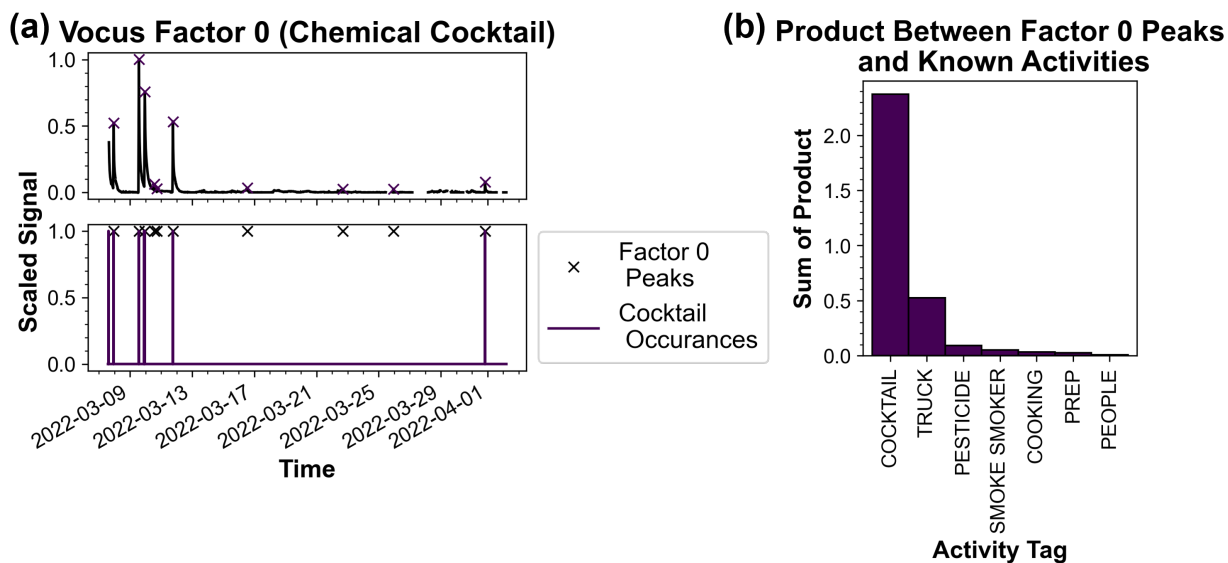 (a) Vocus Factor 0 (Chemical Cocktail)
1.0
0.5
0.0
1.0
0.5
0.0
Scaled Signal
2022-03-09
2022-03-13
2022-03-17
2022-03-21
2022-03-25
2022-03-29
2022-04-01
Time
Factor 0
Peaks
Cocktail
Occurances
(b) Product Between Factor 0 Peaks
and Known Activities
2.0
1.5
1.0
0.5
0.0
Sum of Product
COCKTAIL
TRUCK
PESTICIDE
SMOKE SMOKER
COOKING
PREP
PEOPLE
Activity Tag